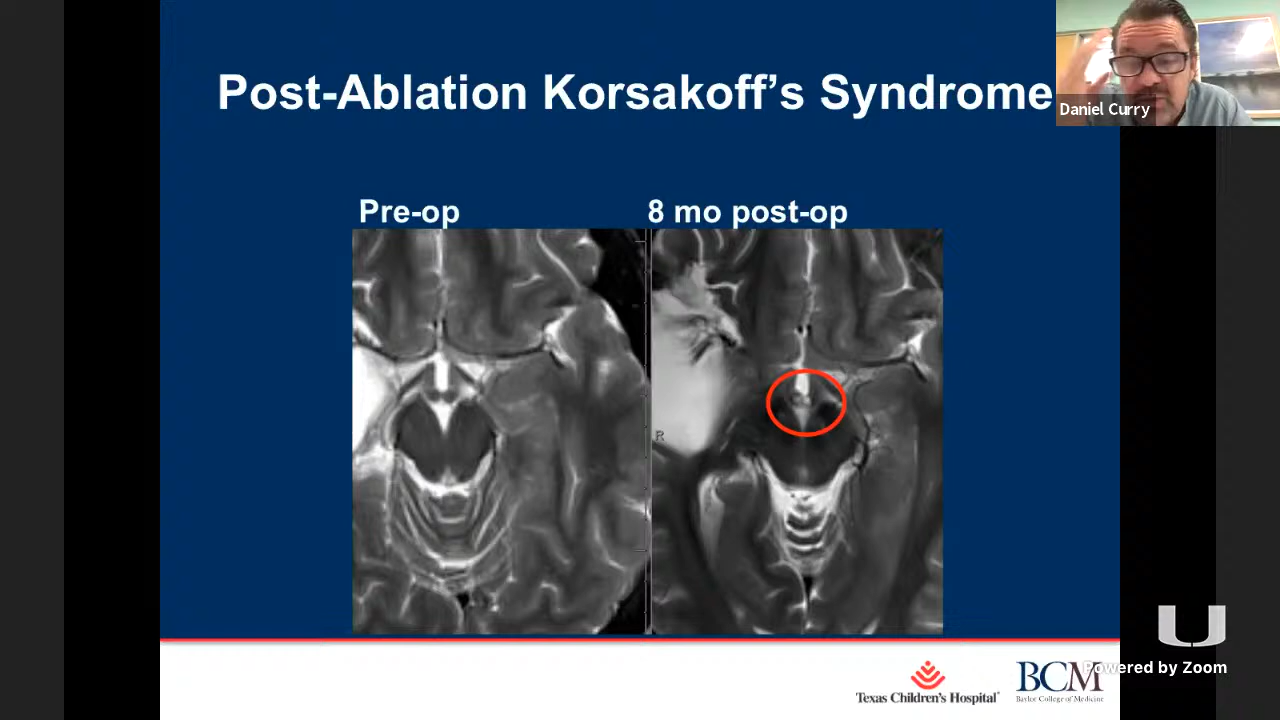 Post-Ablation Korsakoff's Syndrome
Daniel Curry
Pre-op
8 mo post-op
R
Powered by Zoom
Texas Children's Hospital®
BCM
Baylor College of Medicine